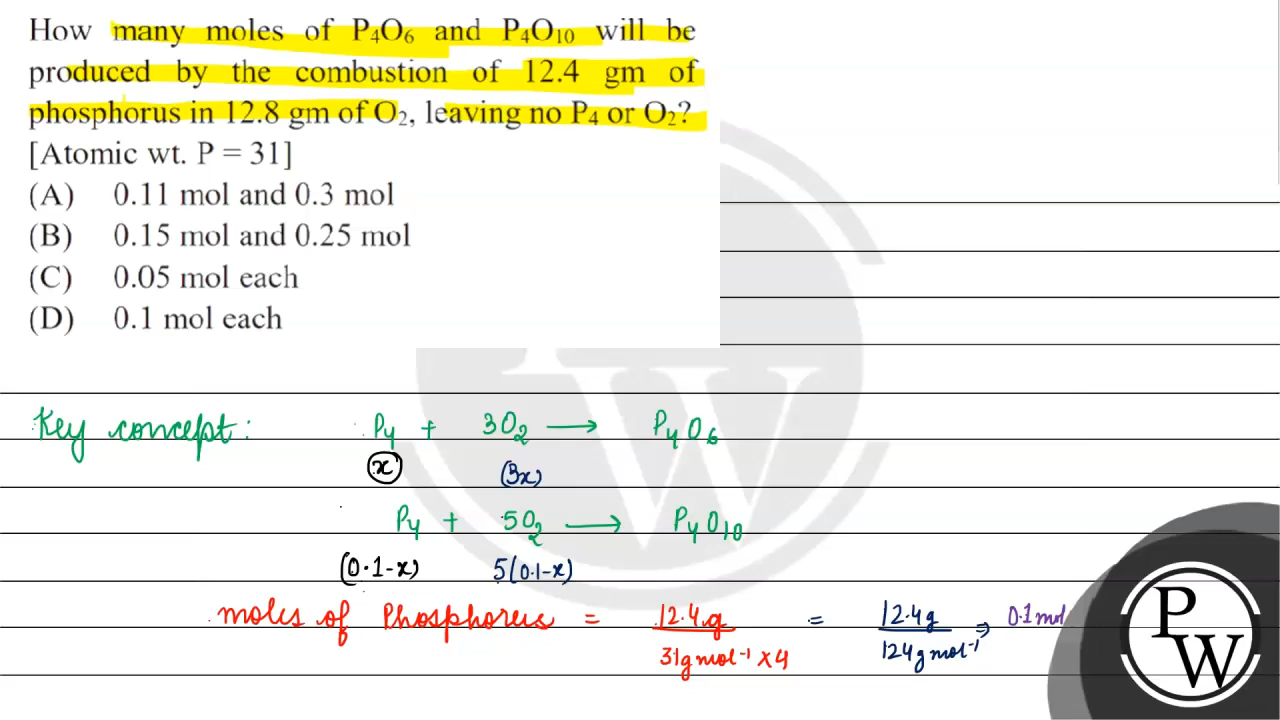 How many moles of P₄O₆ and P₄O₁₀ will be
produced by the combustion of 12.4 gm of
phosphorus in 12.8 gm of O₂, leaving no P₄ or O₂?
[Atomic wt. P = 31]
(A) 0.11 mol and 0.3 mol
(B) 0.15 mol and 0.25 mol
(C) 0.05 mol each
(D) 0.1 mol each
Key concept: P₄ + 3O₂ → P₄O₆
(x) (3x)
P₄ + 5O₂ → P₄O₁₀
(0.1-x) 5(0.1-x)
moles of Phosphorus = 12.4g / 31g mol⁻¹ × 4 = 12.4g / 124g mol⁻¹ ⇒ 0.1 mol
PW